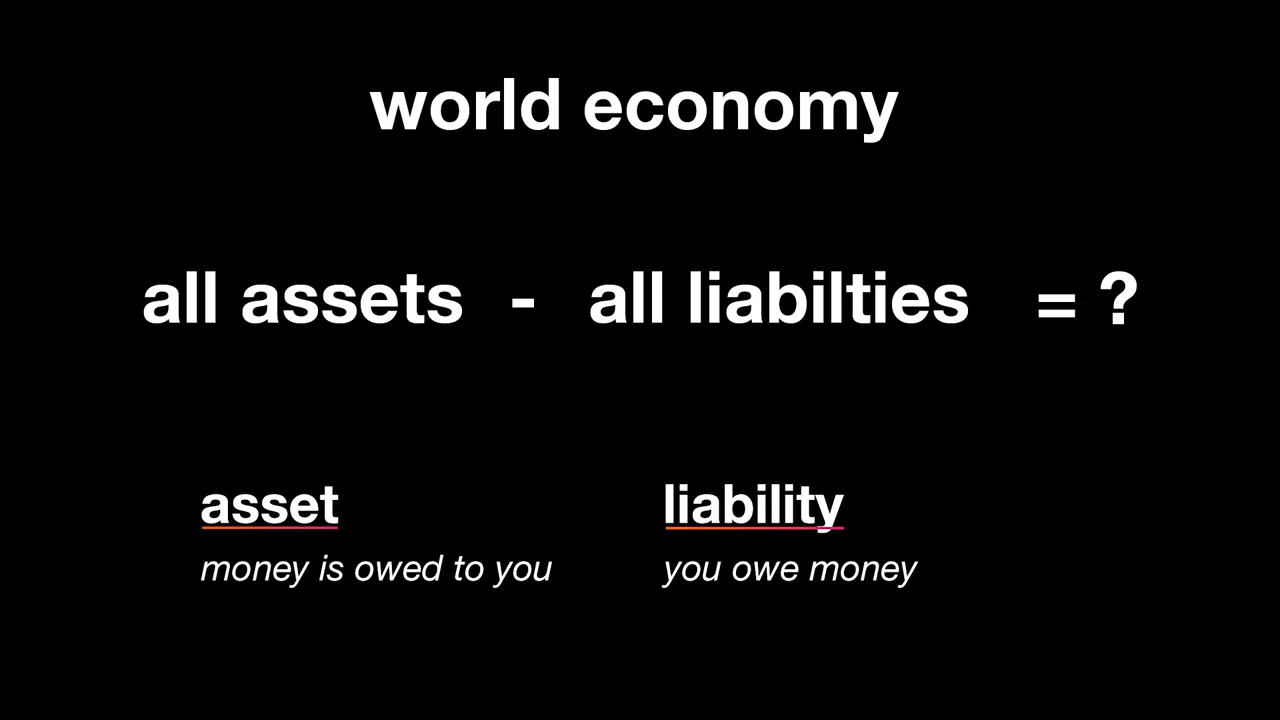 world economy
all assets - all liabilties = ?
asset liability
money is owed to you you owe money